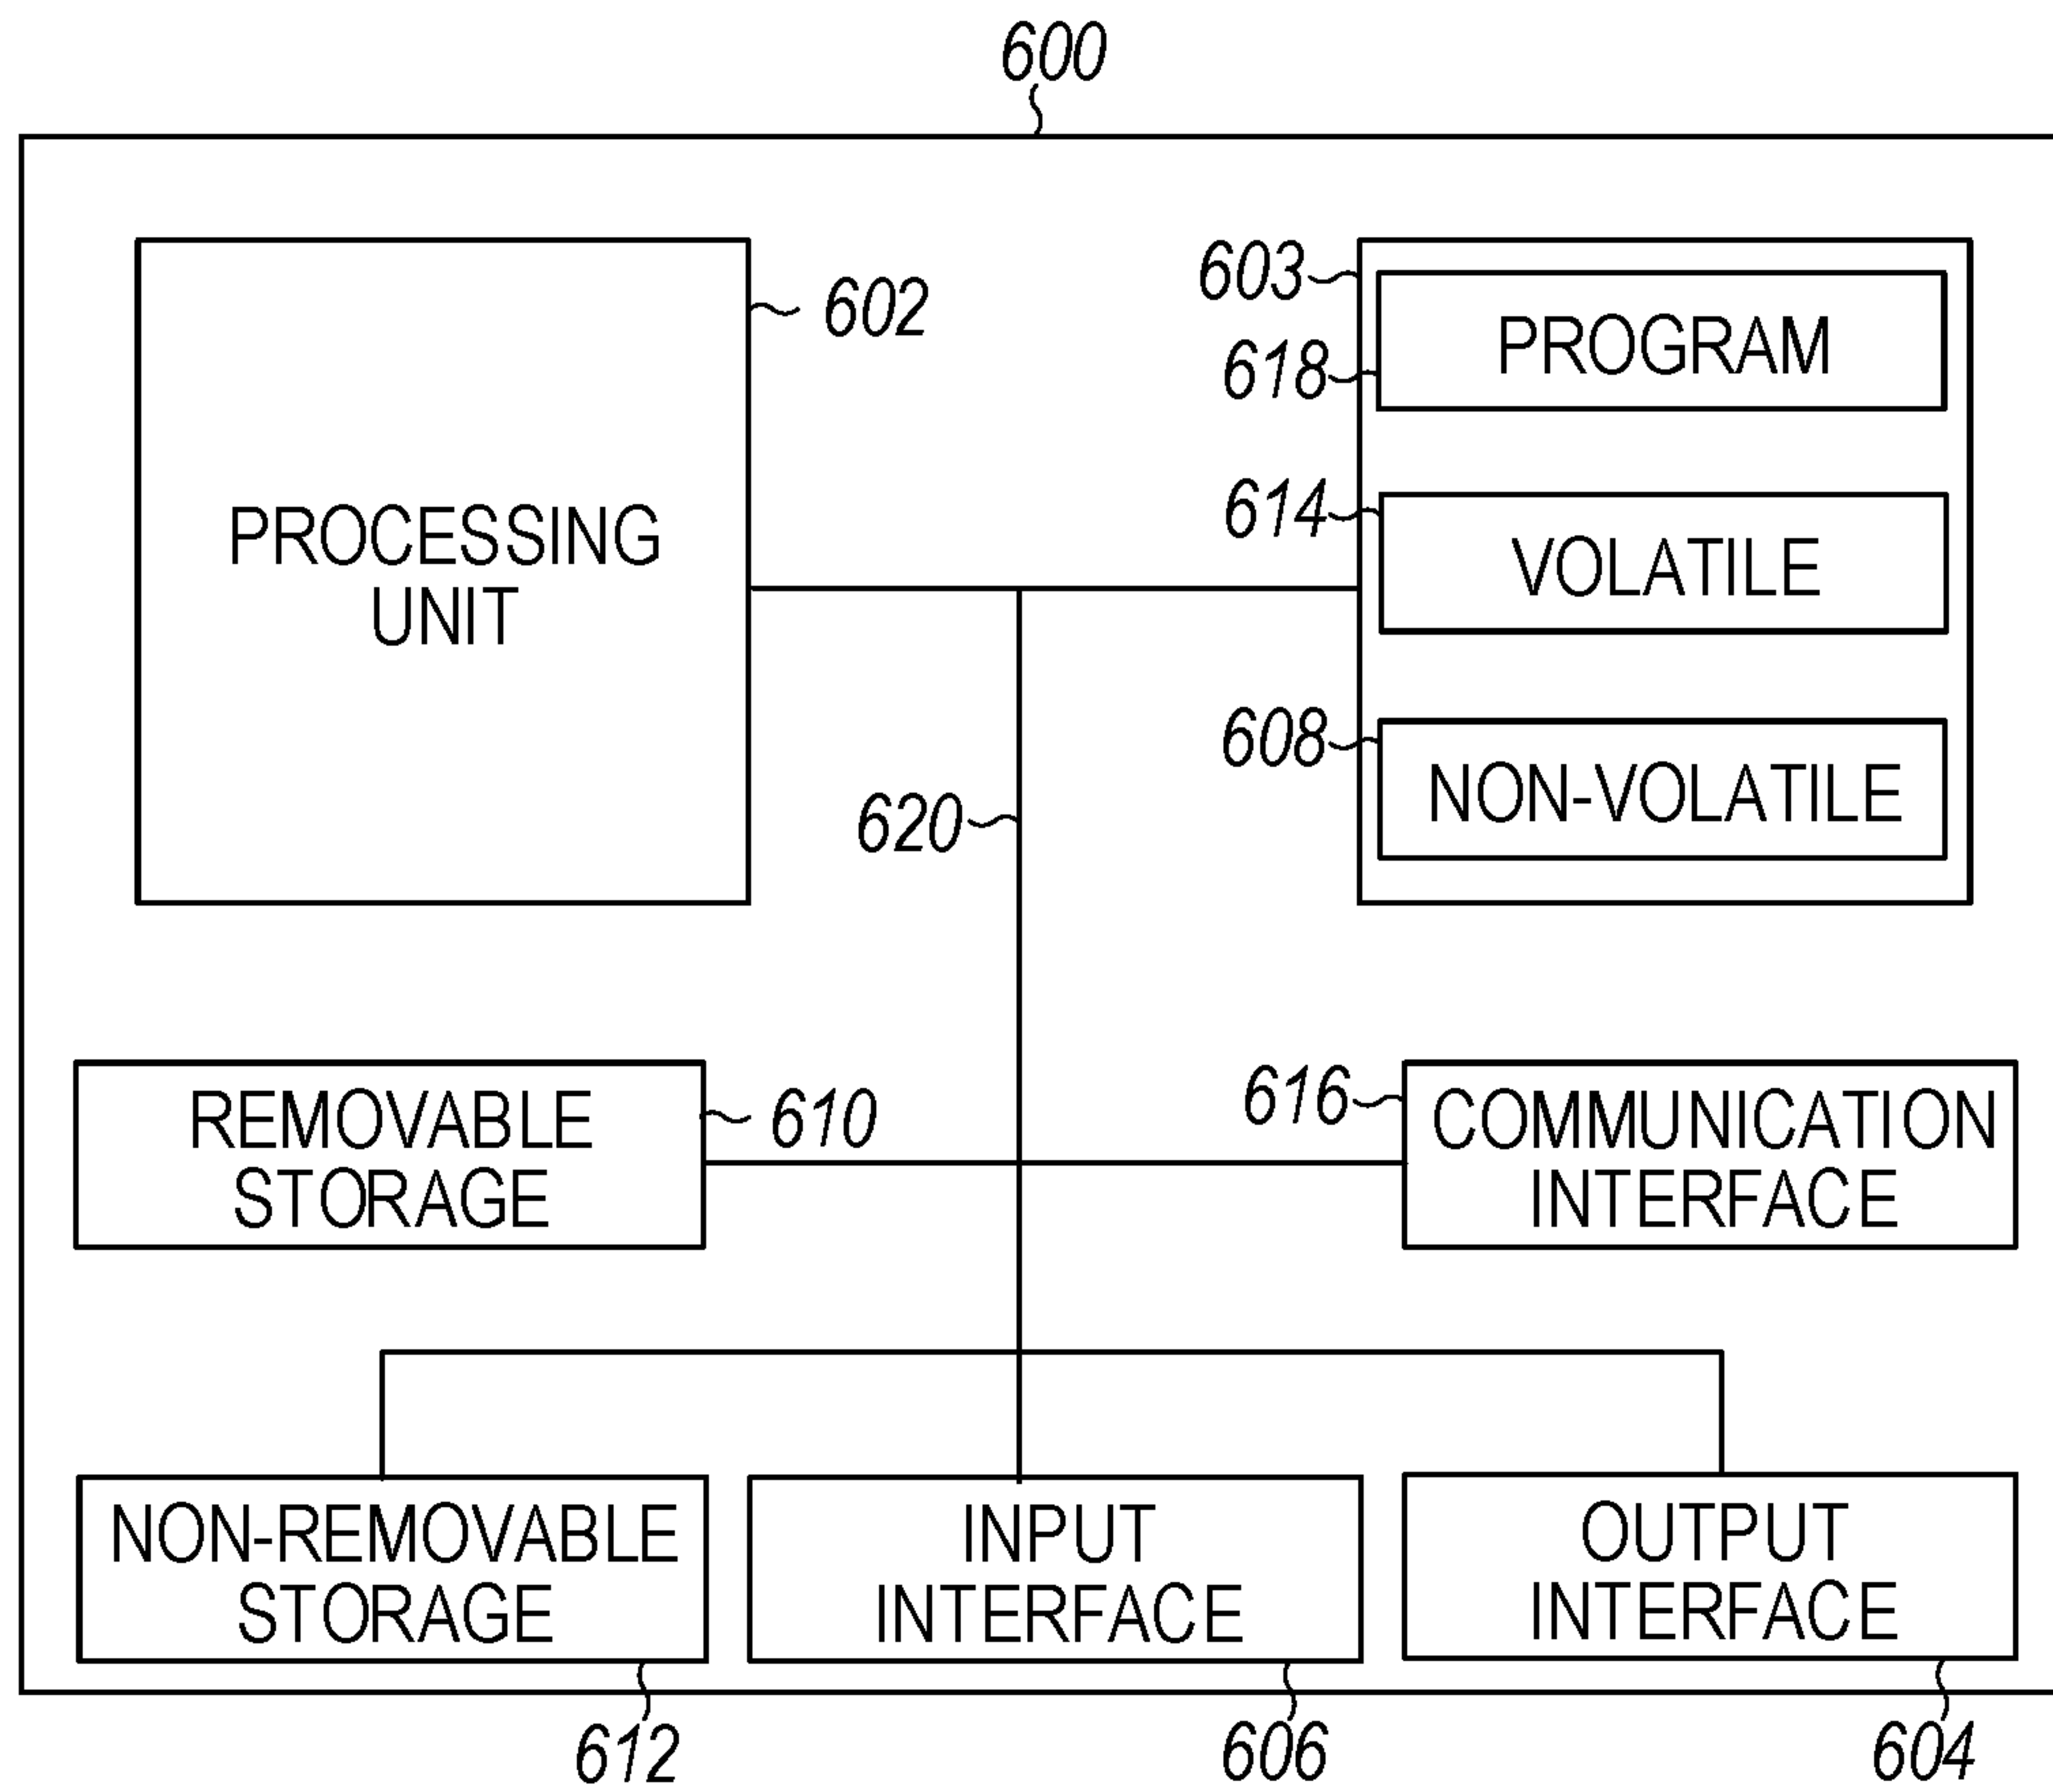 600
602
603
PROGRAM
618
PROCESSING
UNIT
614
VOLATILE
608
NON-VOLATILE
620
REMOVABLE
STORAGE
610
616
COMMUNICATION
INTERFACE
NON-REMOVABLE
STORAGE
INPUT
INTERFACE
OUTPUT
INTERFACE
612
606
604